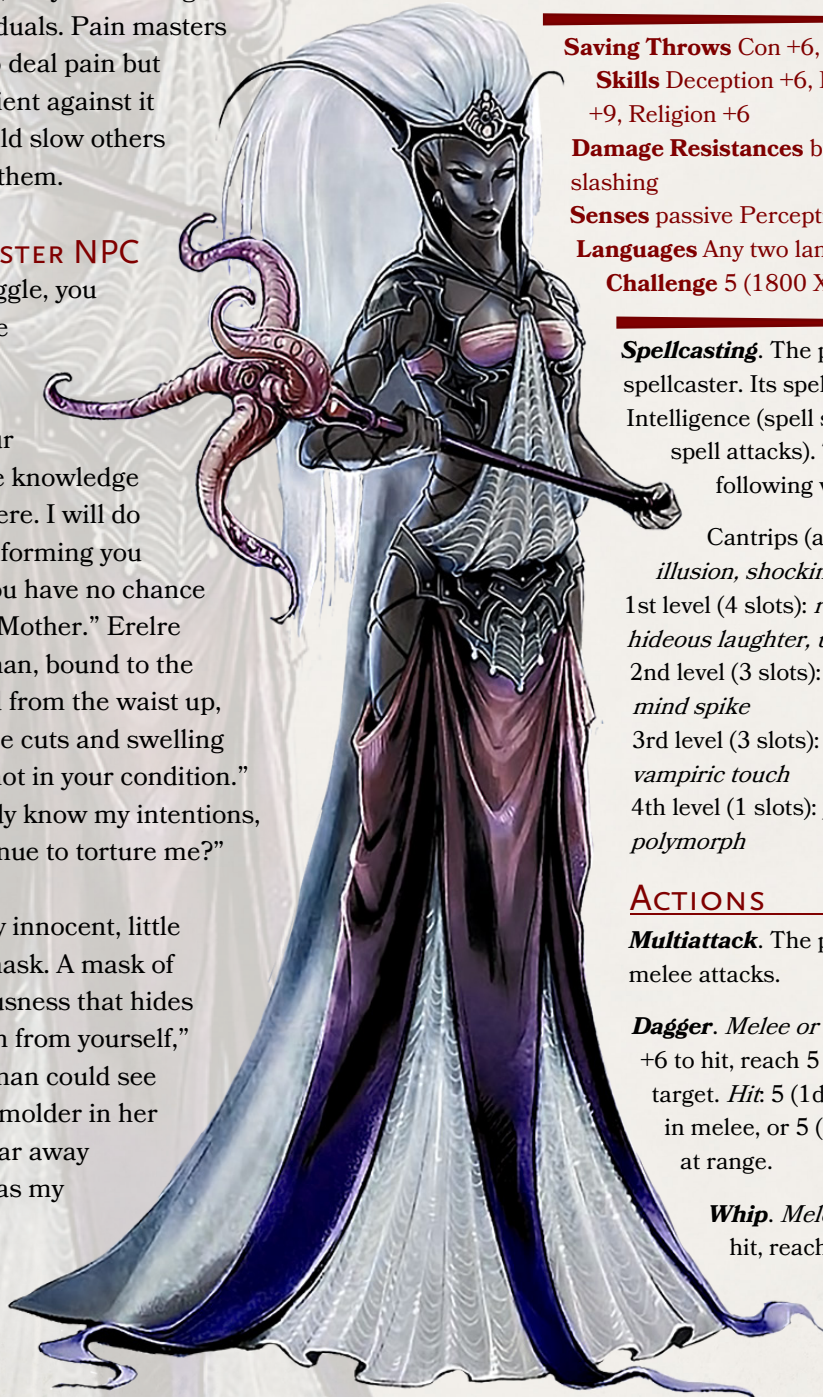 duals. Pain masters
deal pain but
ient against it
ld slow others
them.
STER NPC
ggle, you
e
ur
e knowledge
ere. I will do
forming you
ou have no chance
Mother.” Erelre
nan, bound to the
from the waist up,
e cuts and swelling
not in your condition.”
ly know my intentions,
nue to torture me?”
y innocent, little
mask. A mask of
usness that hides
n from yourself,”
man could see
molder in her
ar away
as my
Saving Throws Con +6,
Skills Deception +6,
+9, Religion +6
Damage Resistances b
slashing
Senses passive Percept
Languages Any two lan
Challenge 5 (1800 X
Spellcasting. The p
spellcaster. Its spel
Intelligence (spell s
spell attacks).
following
Cantrips (a
illusion, shockin
1st level (4 slots):
hideous laughter, u
2nd level (3 slots):
mind spike
3rd level (3 slots):
vampiric touch
4th level (1 slots):
polymorph
Actions
Multiattack. The p
melee attacks.
Dagger. Melee or
+6 to hit, reach 5
target. Hit: 5 (1d
in melee, or 5 (
at range.
Whip. Mele
hit, reach